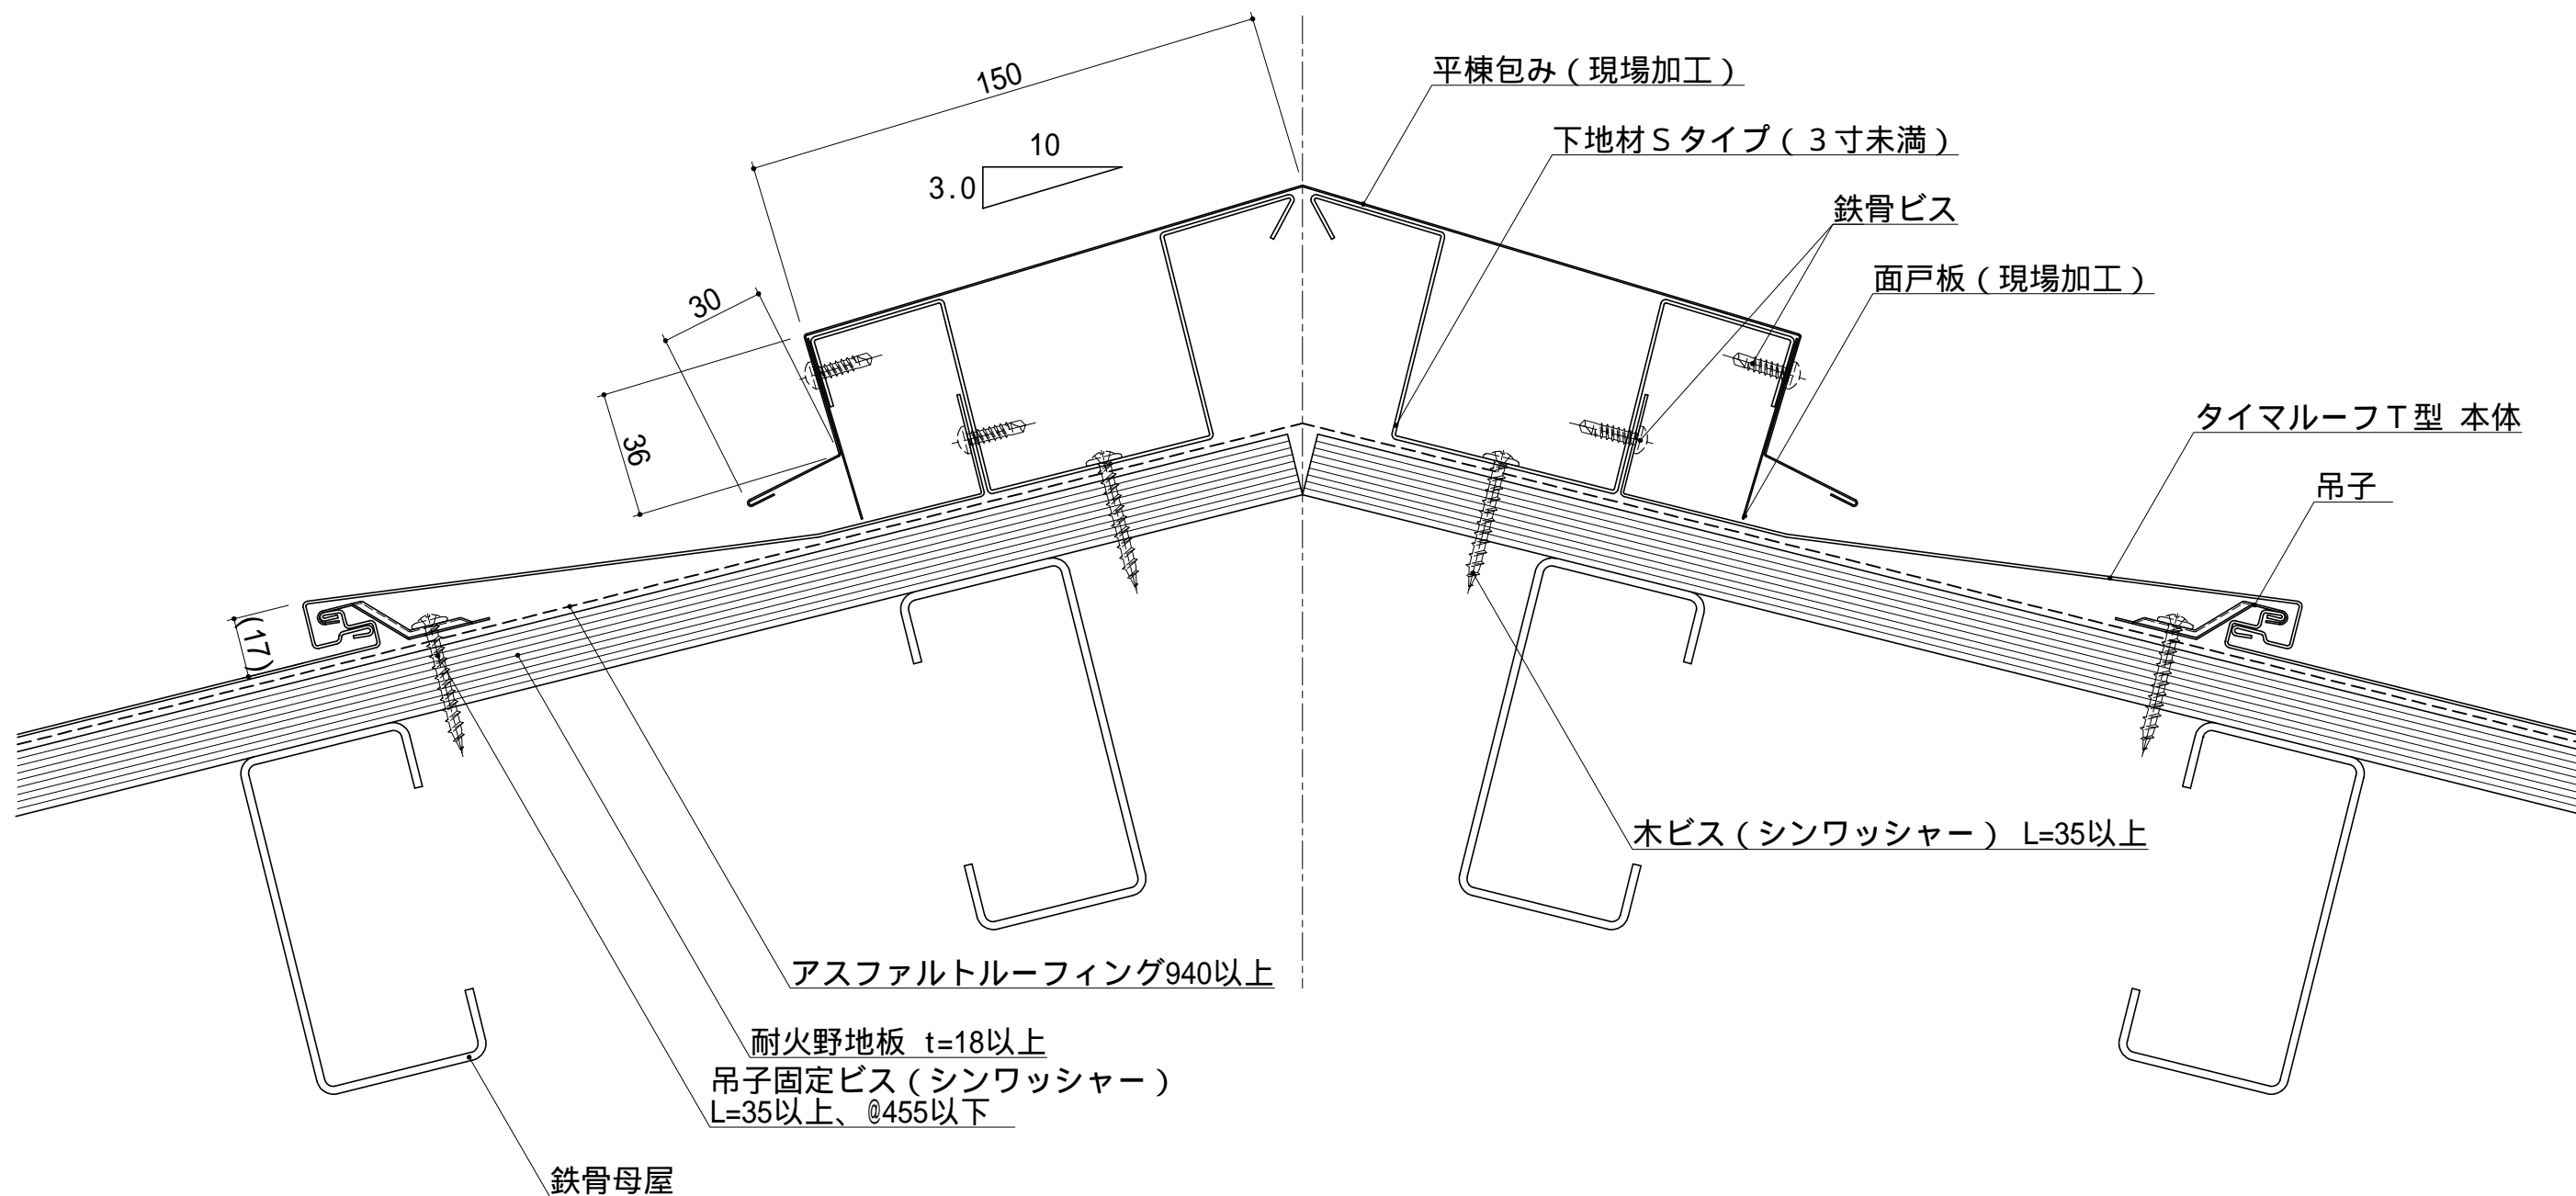 150
平棟包み（現場加工）
10
3.0
下地材Ｓタイプ（３寸未満）
鉄骨ビス
面戸板（現場加工）
30
36
タイマルーフＴ型 本体
吊子
(17)
木ビス（シンワッシャー） L=35以上
アスファルトルーフィング940以上
耐火野地板 t=18以上
吊子固定ビス（シンワッシャー）
L=35以上、@455以下
鉄骨母屋